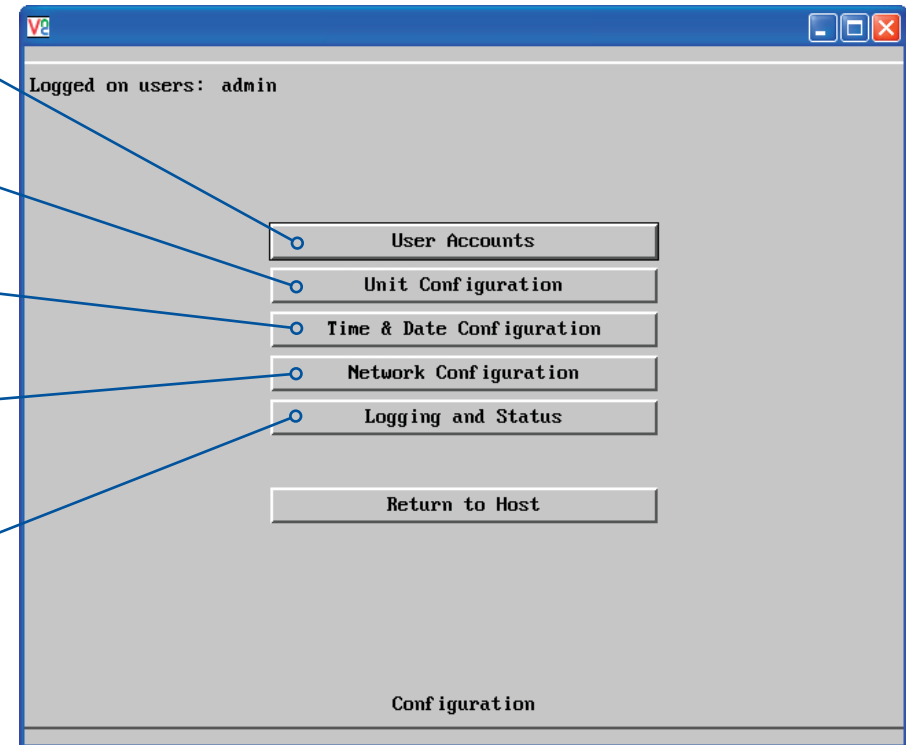 VC
Logged on users: admin
User Accounts
Unit Configuration
Time & Date Configuration
Network Configuration
Logging and Status
Return to Host
Configuration